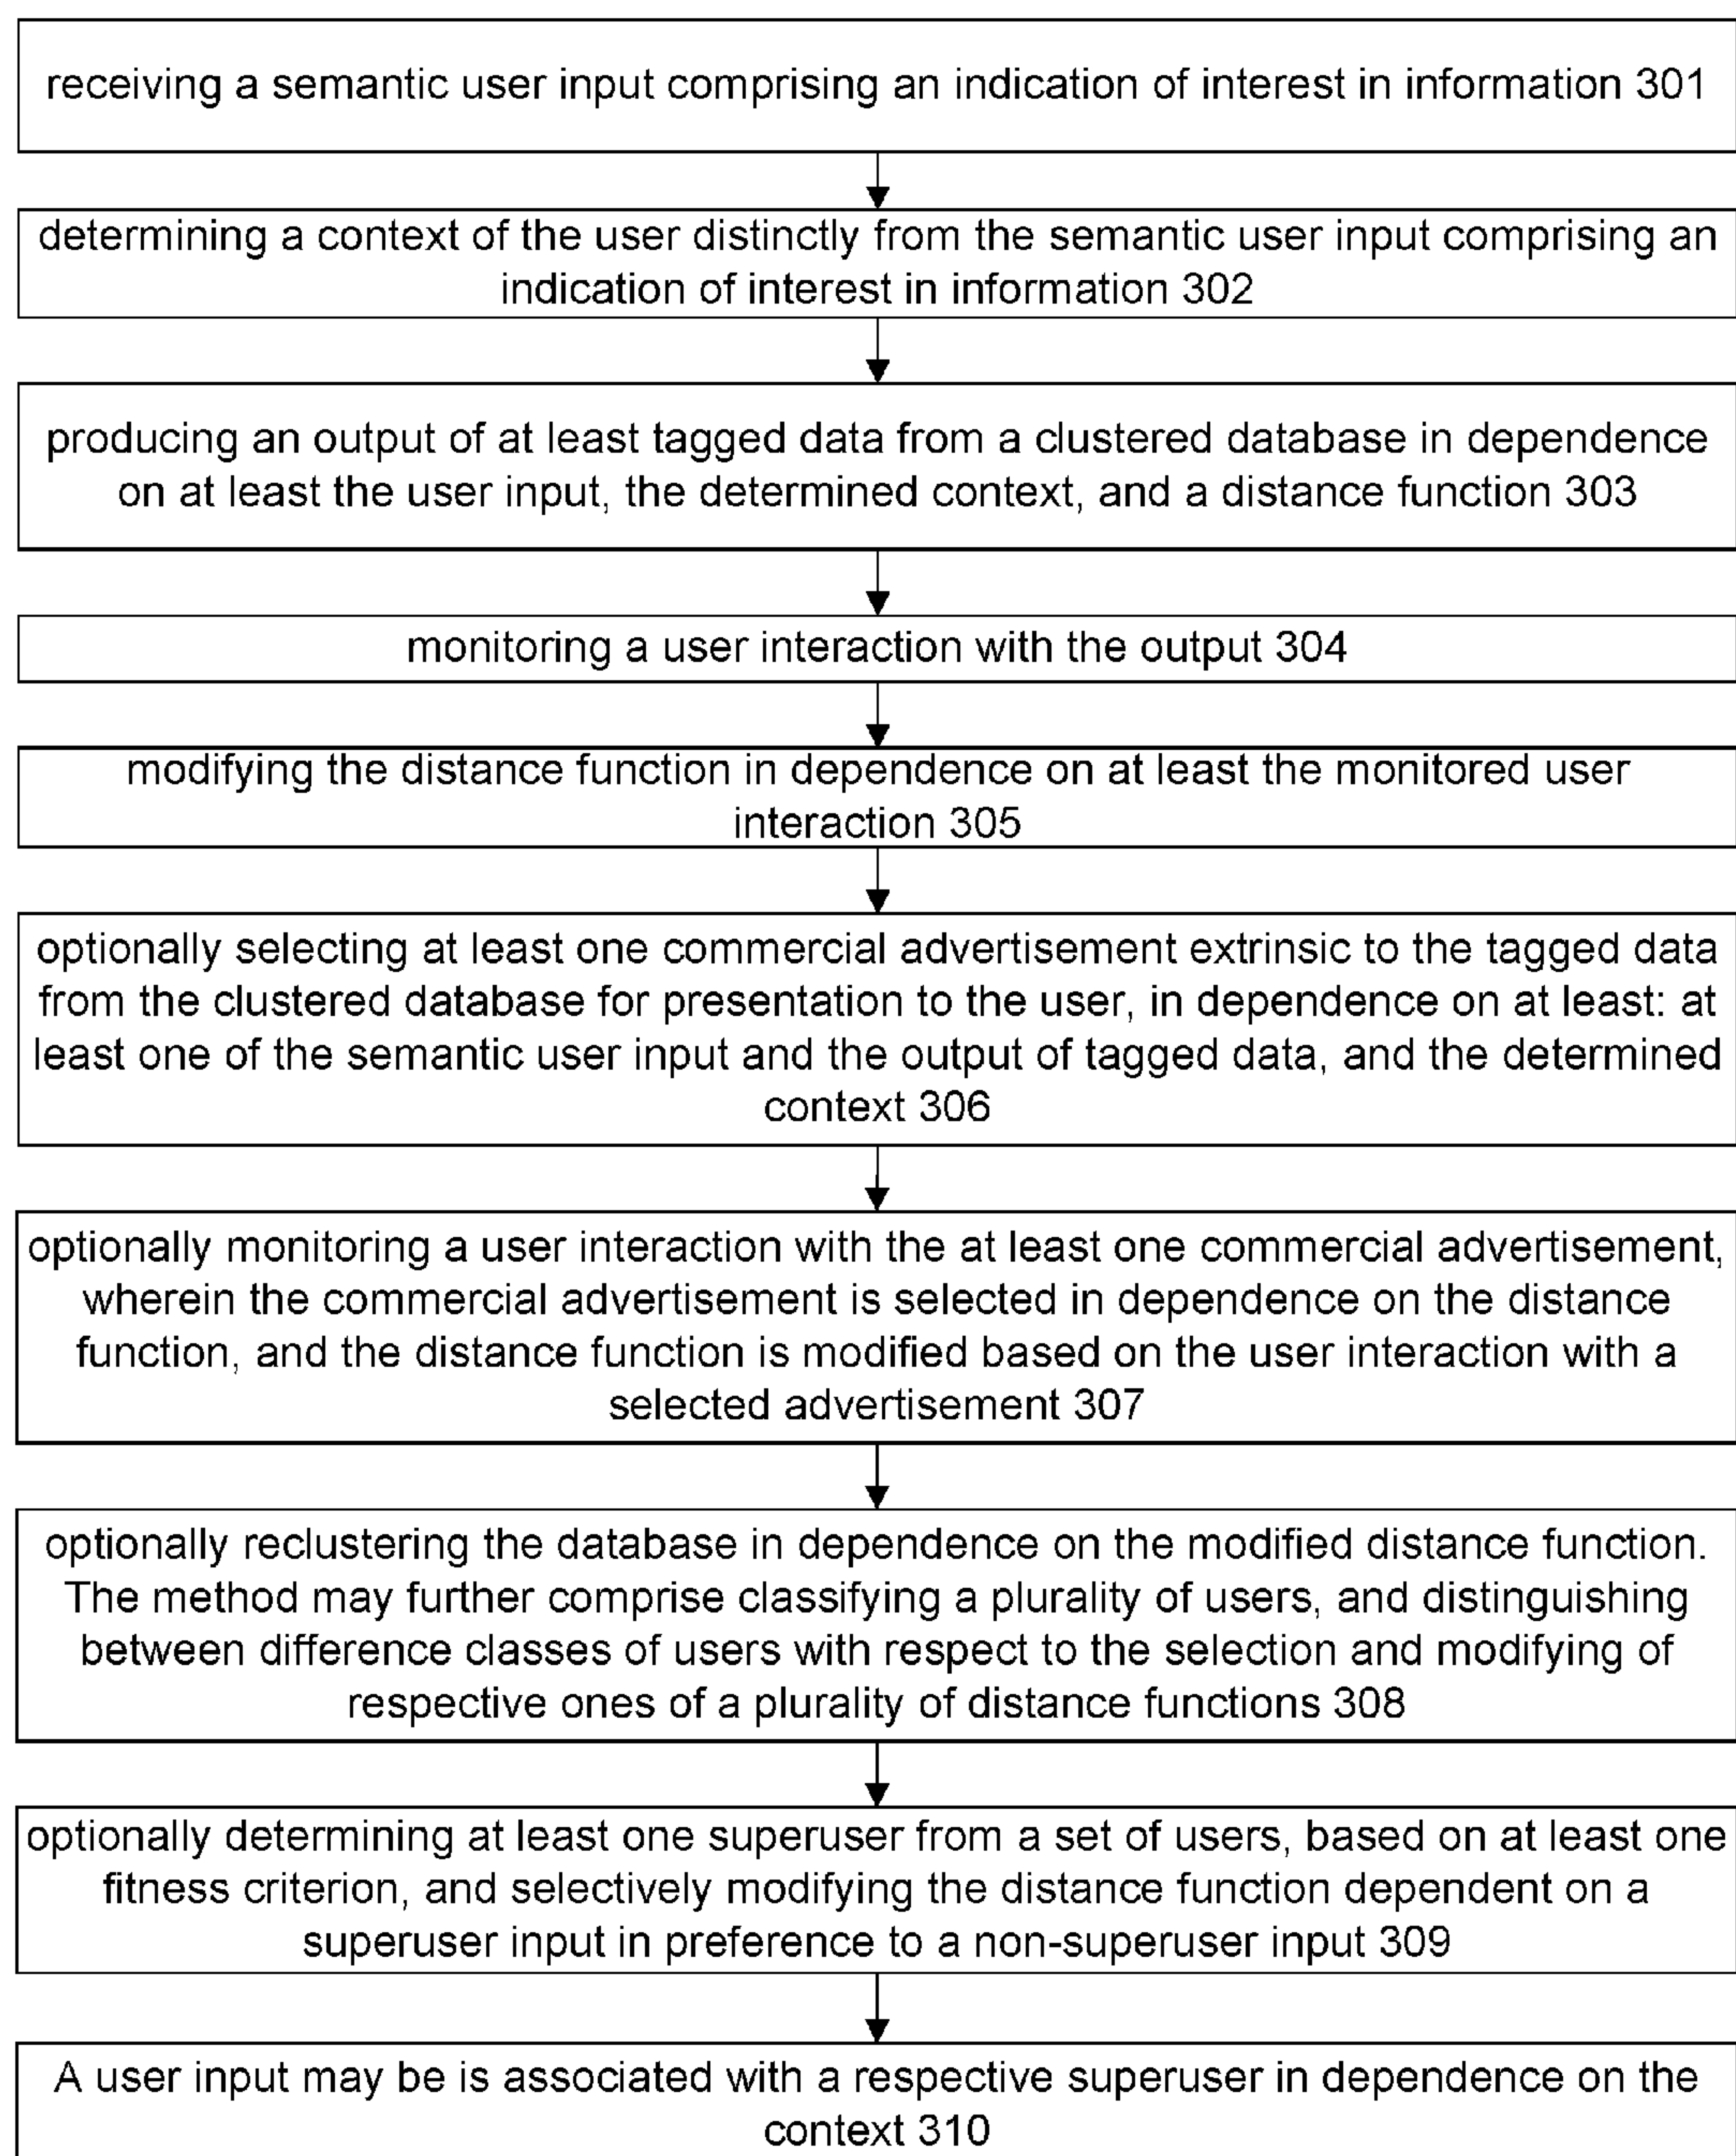 receiving a semantic user input comprising an indication of interest in information 301
determining a context of the user distinctly from the semantic user input comprising an
indication of interest in information 302
producing an output of at least tagged data from a clustered database in dependence
on at least the user input, the determined context, and a distance function 303
monitoring a user interaction with the output 304
modifying the distance function in dependence on at least the monitored user
interaction 305
optionally selecting at least one commercial advertisement extrinsic to the tagged data
from the clustered database for presentation to the user, in dependence on at least: at
least one of the semantic user input and the output of tagged data, and the determined
context 306
optionally monitoring a user interaction with the at least one commercial advertisement,
wherein the commercial advertisement is selected in dependence on the distance
function, and the distance function is modified based on the user interaction with a
selected advertisement 307
optionally reclustering the database in dependence on the modified distance function.
The method may further comprise classifying a plurality of users, and distinguishing
between difference classes of users with respect to the selection and modifying of
respective ones of a plurality of distance functions 308
optionally determining at least one superuser from a set of users, based on at least one
fitness criterion, and selectively modifying the distance function dependent on a
superuser input in preference to a non-superuser input 309
A user input may be is associated with a respective superuser in dependence on the
context 310